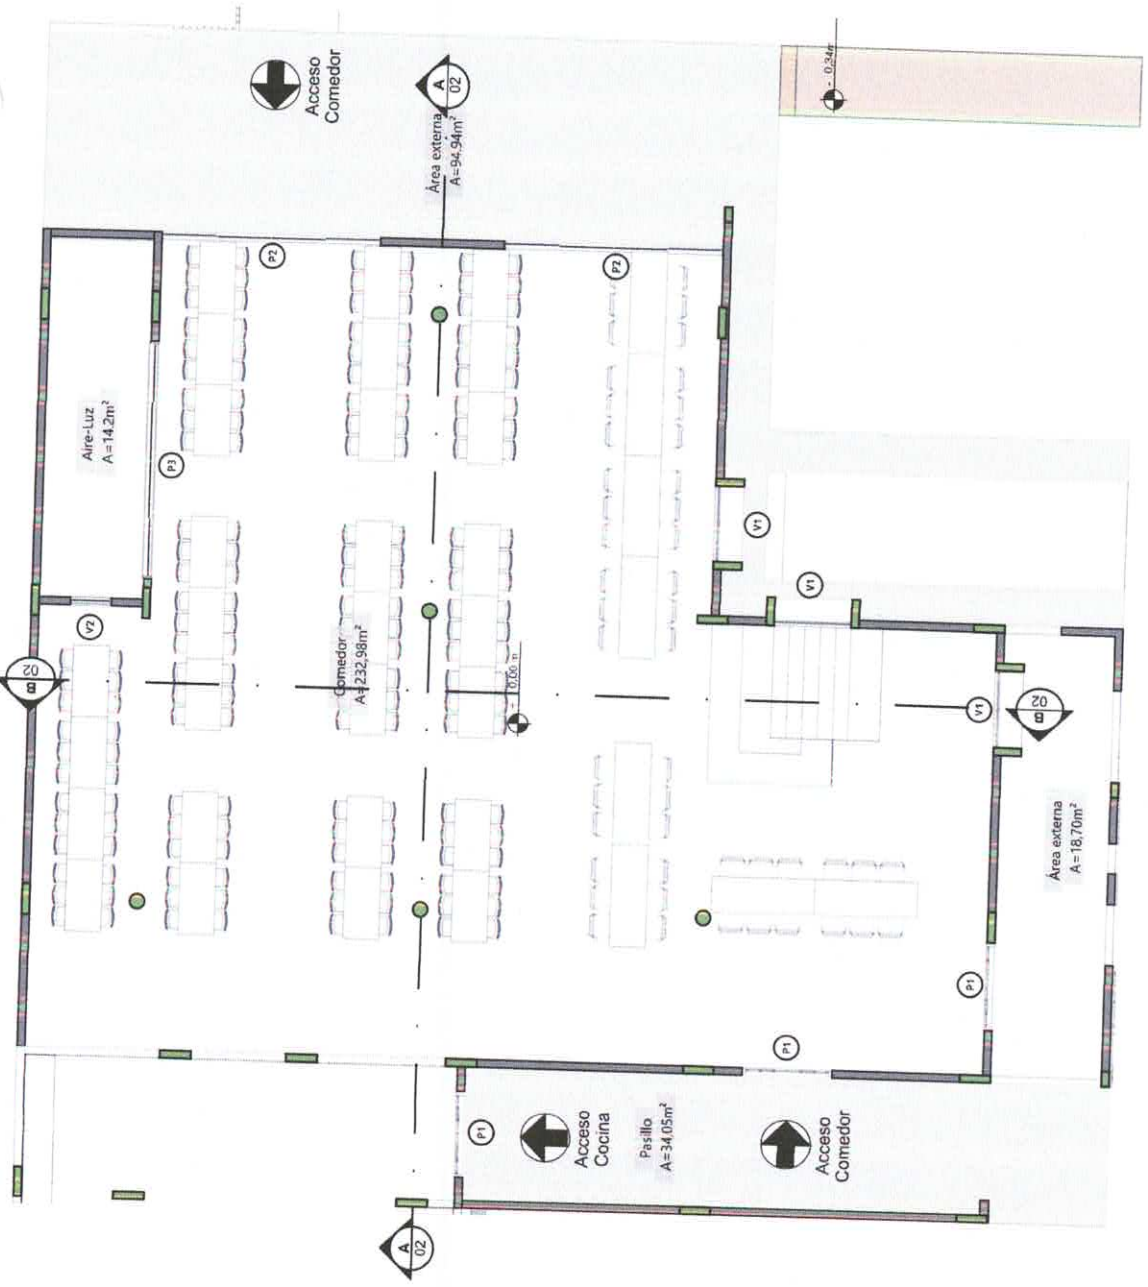 Acceso
Comedor
A
02
Área externa
A=94.94m²
- 0,34m
P2
P2
Aire-Luz
A=14.2m²
P3
V1
V1
V2
B
02
Comedor
A=232,98m²
+ 0,00 m
V1
B
02
Área externa
A=18,70m²
P1
P1
P1
Acceso
Cocina
Pasillo
A=34,05m²
Acceso
Comedor
A
02